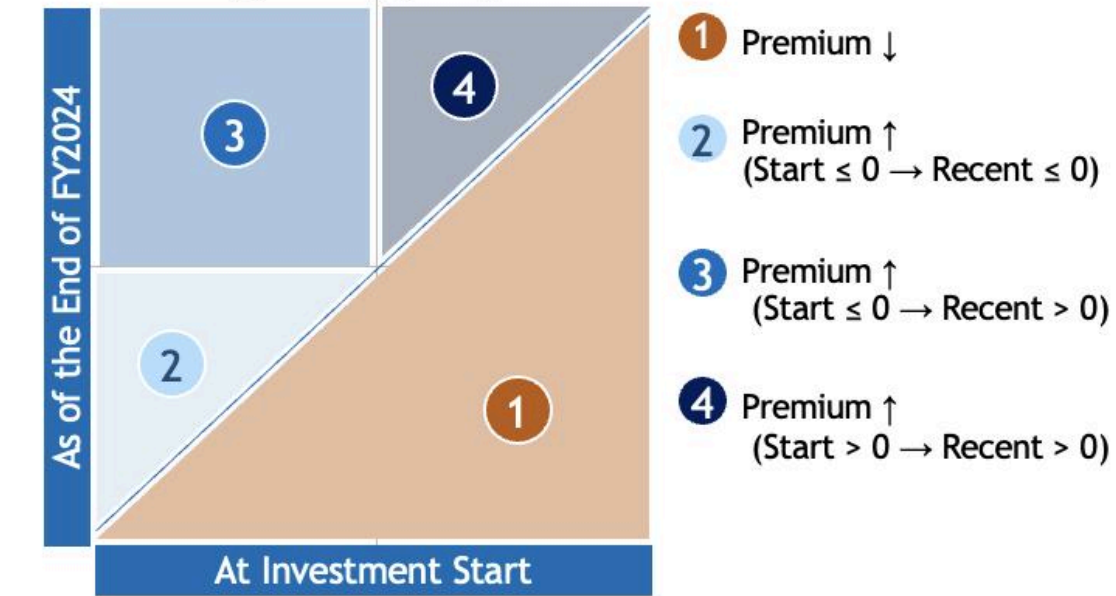 As of the End of FY2024
3
4
2
1
At Investment Start
1 Premium ↓
2 Premium ↑
(Start ≤ 0 → Recent ≤ 0)
3 Premium ↑
(Start ≤ 0 → Recent > 0)
4 Premium ↑
(Start > 0 → Recent > 0)